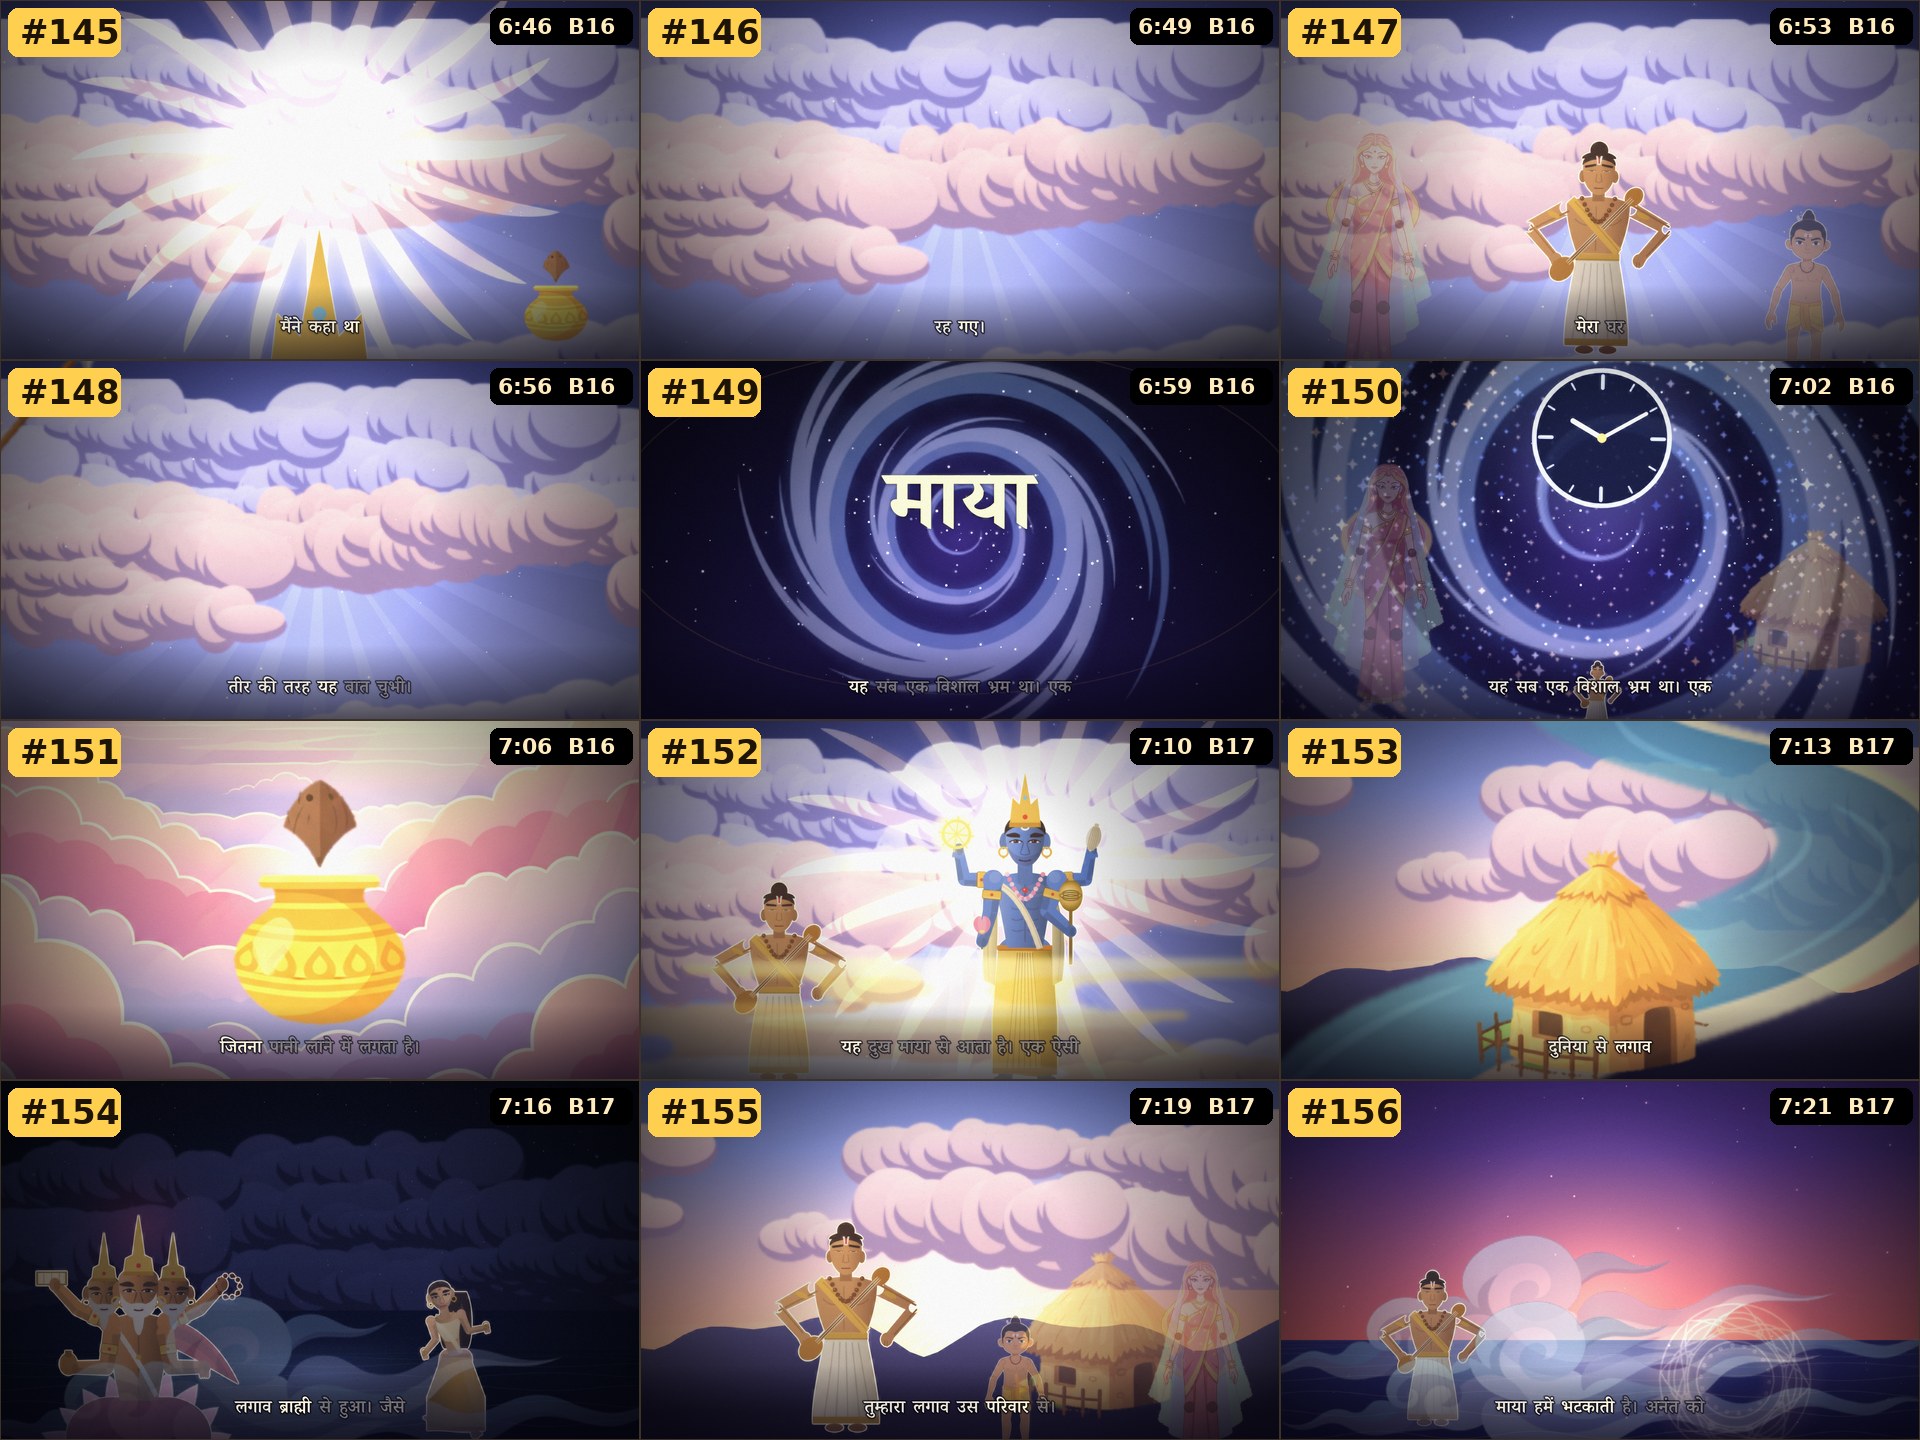 #145
6:46 B16
मैंने कहा था
#146
6:49 B16
रह गए।
#147
6:53 B16
मेरा घर
#148
6:56 B16
तीर की तरह यह बात चुभी।
#149
6:59 B16
माया
यह सब एक विशाल भ्रम था। एक
#150
7:02 B16
यह सब एक विशाल भ्रम था। एक
#151
7:06 B16
जितना पानी लाने में लगता है।
#152
7:10 B17
यह दुख माया से आता है। एक ऐसी
#153
7:13 B17
दुनिया से लगाव
#154
7:16 B17
लगाव ब्राह्मी से हुआ। जैसे
#155
7:19 B17
तुम्हारा लगाव उस परिवार से।
#156
7:21 B17
माया हमें भटकाती है। अनंत को